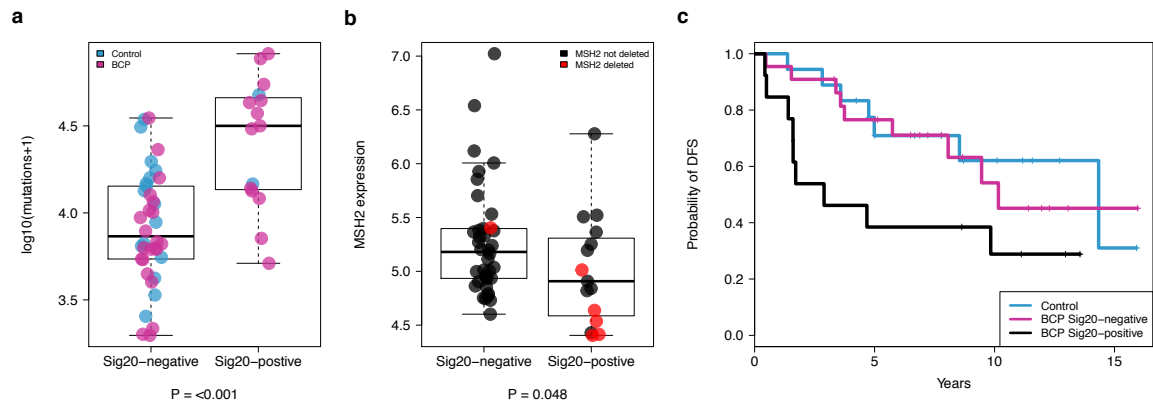 a
Control
BCP
4.5
4.0
3.5
log10(mutations+1)
Sig20−negative
Sig20−postive
P = <0.001
b
MSH2 not deleted
MSH2 deleted
7.0
6.5
6.0
5.5
5.0
4.5
MSH2 expression
Sig20−negative
Sig20−postive
P = 0.048
c
1.0
0.8
0.6
0.4
0.2
0.0
Probability of DFS
Control
BCP Sig20−negative
BCP Sig20−positive
0
5
10
15
Years